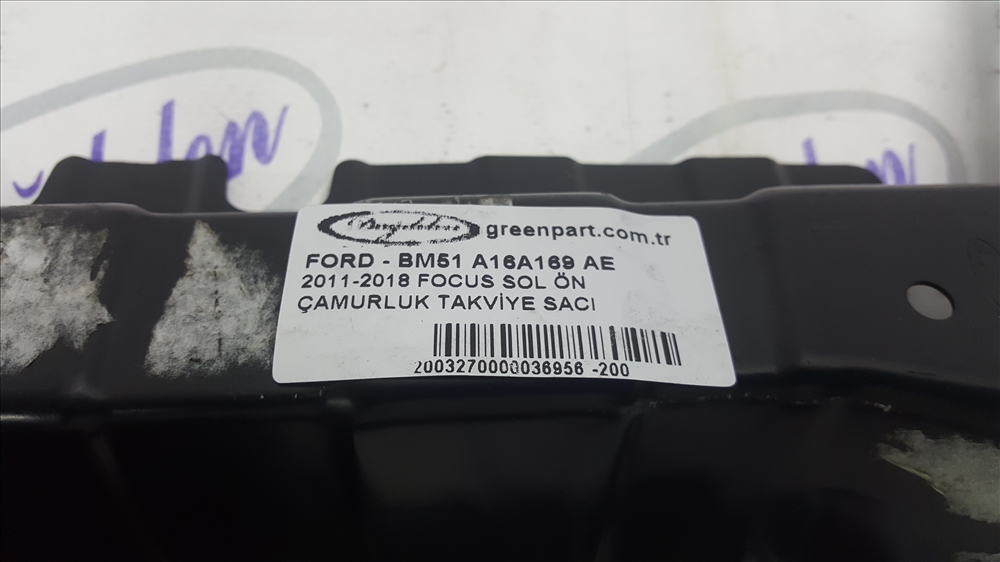 greenpart.com.tr
FORD - BM51 A16A169 AE
2011-2018 FOCUS SOL ÖN
ÇAMURLUK TAKVİYE SACI
2003270000036956 -200